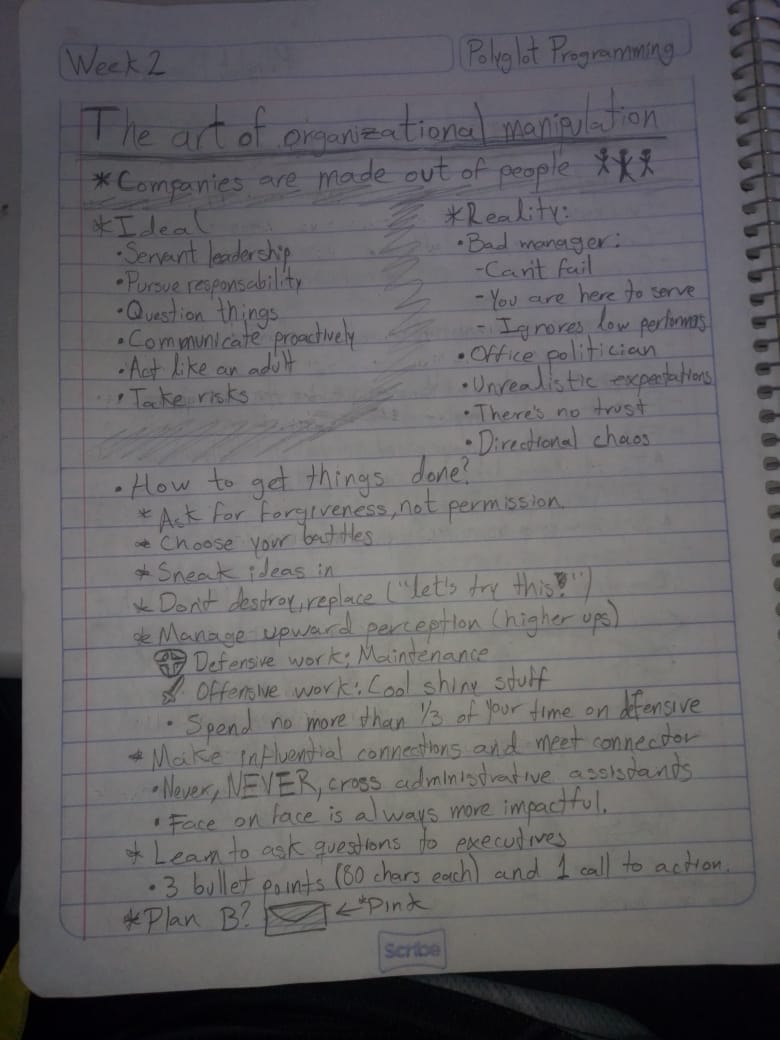 Week 2
Polyglot Programming
The art of organizational manipulation
*Companies are made out of people
*Ideal
•Servant leadership
•Pursue responsability
•Question things
•Communicate proactively
•Act like an adult
•Take risks
*Reality:
•Bad manager:
-Can't fail
-You are here to serve
-Ignores low performs
•Office politician
•Unrealistic expectations
•There's no trust
•Directional chaos
•How to get things done?
*Ask for forgiveness, not permission.
*Choose your battles
*Sneak ideas in
*Don't destroy, replace ("let's try this!")
*Manage upward perception (higher ups)
Defensive work: Maintenance
Offensive work: Cool shiny stuff
•Spend no more than 1/3 of your time on defensive
*Make influential connections and meet connector
•Never, NEVER, cross administrative assistands
•Face on face is always more impactful.
*Learn to ask questions to executives
•3 bullet points (80 chars each) and 1 call to action.
*Plan B? ←*Pink
Scribe